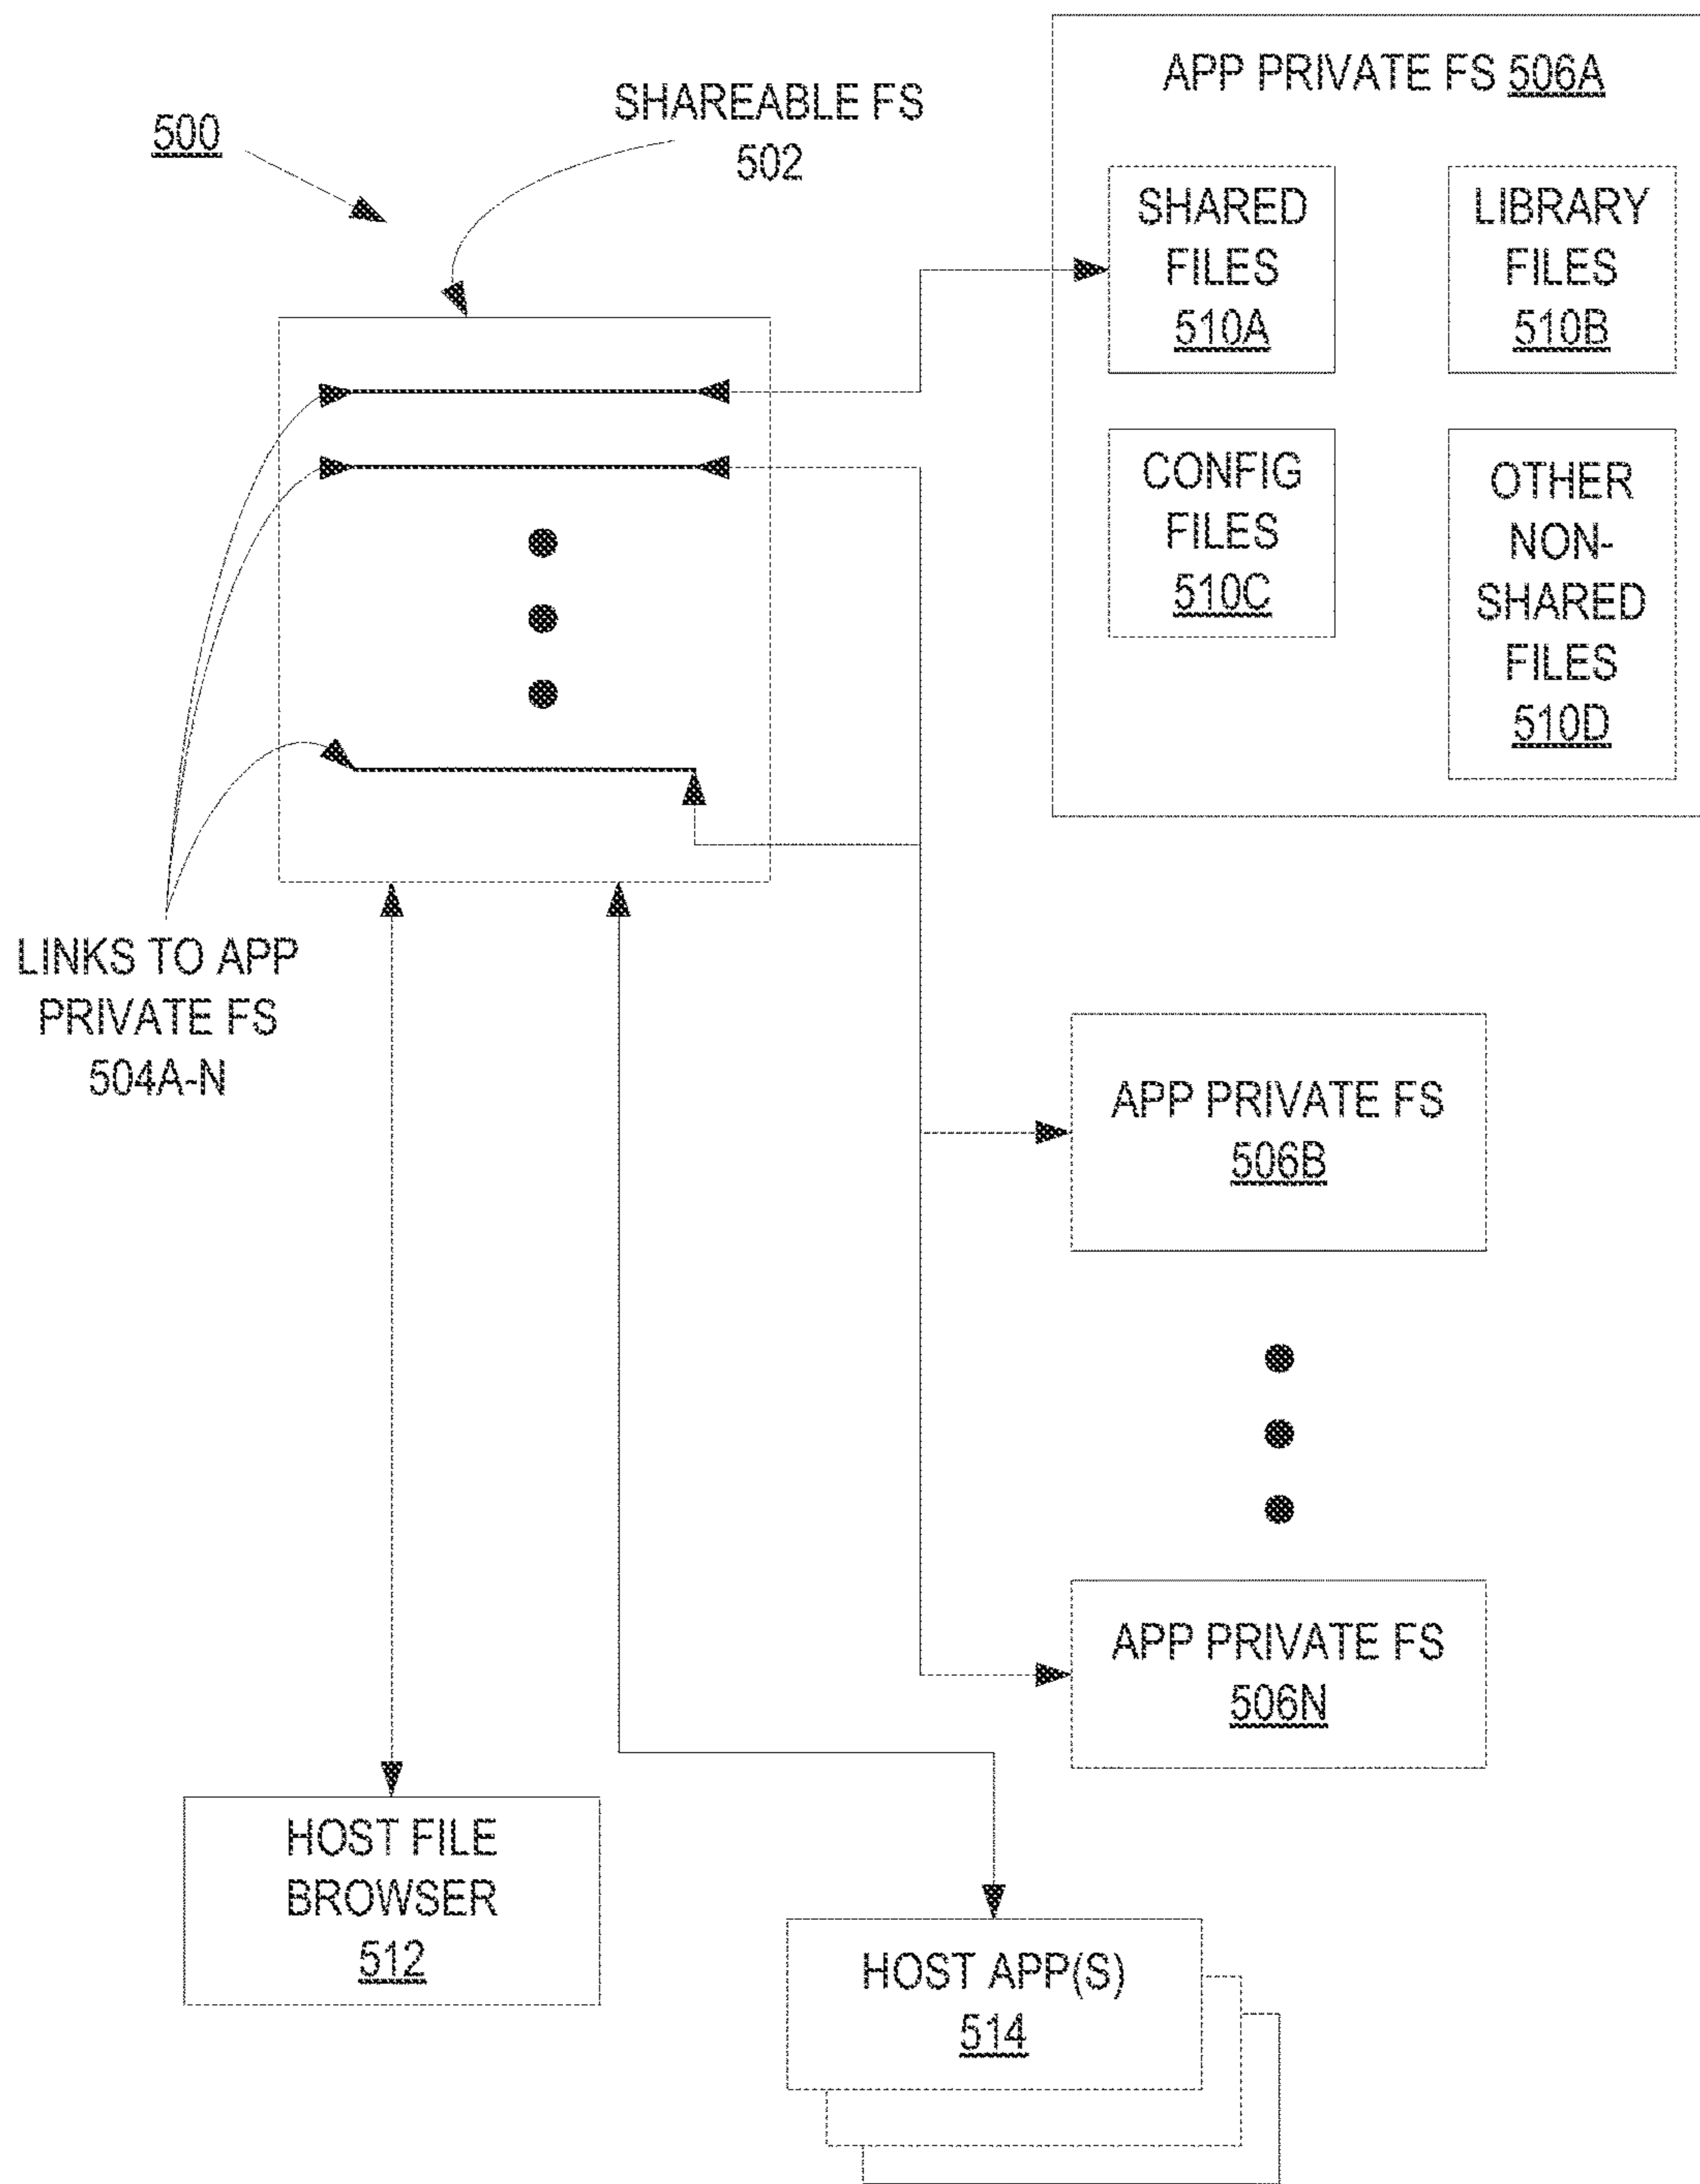 500
SHAREABLE FS
502
APP PRIVATE FS 506A
SHARED
FILES
510A
LIBRARY
FILES
510B
CONFIG
FILES
510C
OTHER
NON-
SHARED
FILES
510D
LINKS TO APP
PRIVATE FS
504A-N
APP PRIVATE FS
506B
APP PRIVATE FS
506N
HOST FILE
BROWSER
512
HOST APP(S)
514